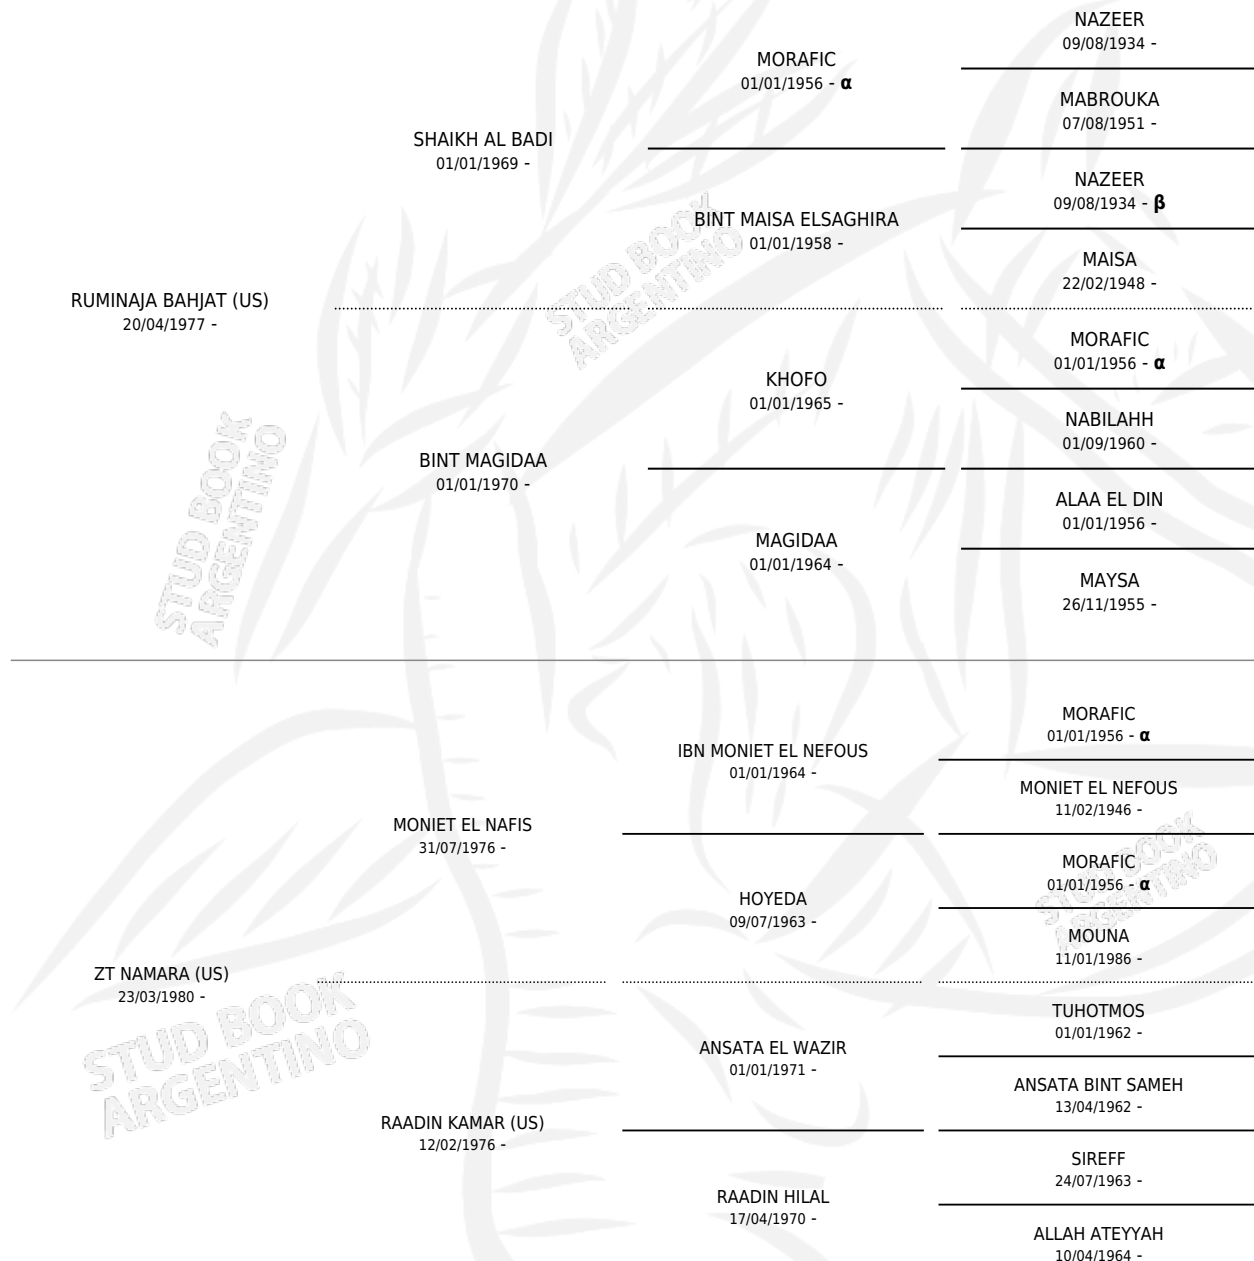 NAZEER
09/08/1934 -
MORAFIC
01/01/1956 - α
MABROUKA
07/08/1951 -
SHAIKH AL BADI
01/01/1969 -
NAZEER
09/08/1934 - β
BINT MAISA ELSAGHIRA
01/01/1958 -
MAISA
22/02/1948 -
RUMINAJA BAHJAT (US)
20/04/1977 -
STUD BOOK
ARGENTINO
MORAFIC
01/01/1956 - α
KHOFO
01/01/1965 -
NABILAHH
01/09/1960 -
BINT MAGIDAA
01/01/1970 -
ALAA EL DIN
01/01/1956 -
MAGIDAA
01/01/1964 -
MAYSA
26/11/1955 -
STUD BOOK
ARGENTINO
MORAFIC
01/01/1956 - α
IBN MONIET EL NEFOUS
01/01/1964 -
MONIET EL NEFOUS
11/02/1946 -
MONIET EL NAFIS
31/07/1976 -
MORAFIC
01/01/1956 - α
STUD BOOK
ARGENTINO
HOYEDA
09/07/1963 -
MOUNA
11/01/1986 -
ZT NAMARA (US)
23/03/1980 -
STUD BOOK
ARGENTINO
TUHOTMOS
01/01/1962 -
ANSATA EL WAZIR
01/01/1971 -
ANSATA BINT SAMEH
13/04/1962 -
RAADIN KAMAR (US)
12/02/1976 -
SIREFF
24/07/1963 -
RAADIN HILAL
17/04/1970 -
ALLAH ATEYYAH
10/04/1964 -